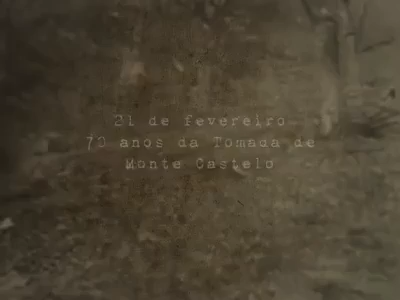 21 de fevereiro
70 anos da Tomada de
Monte Castelo